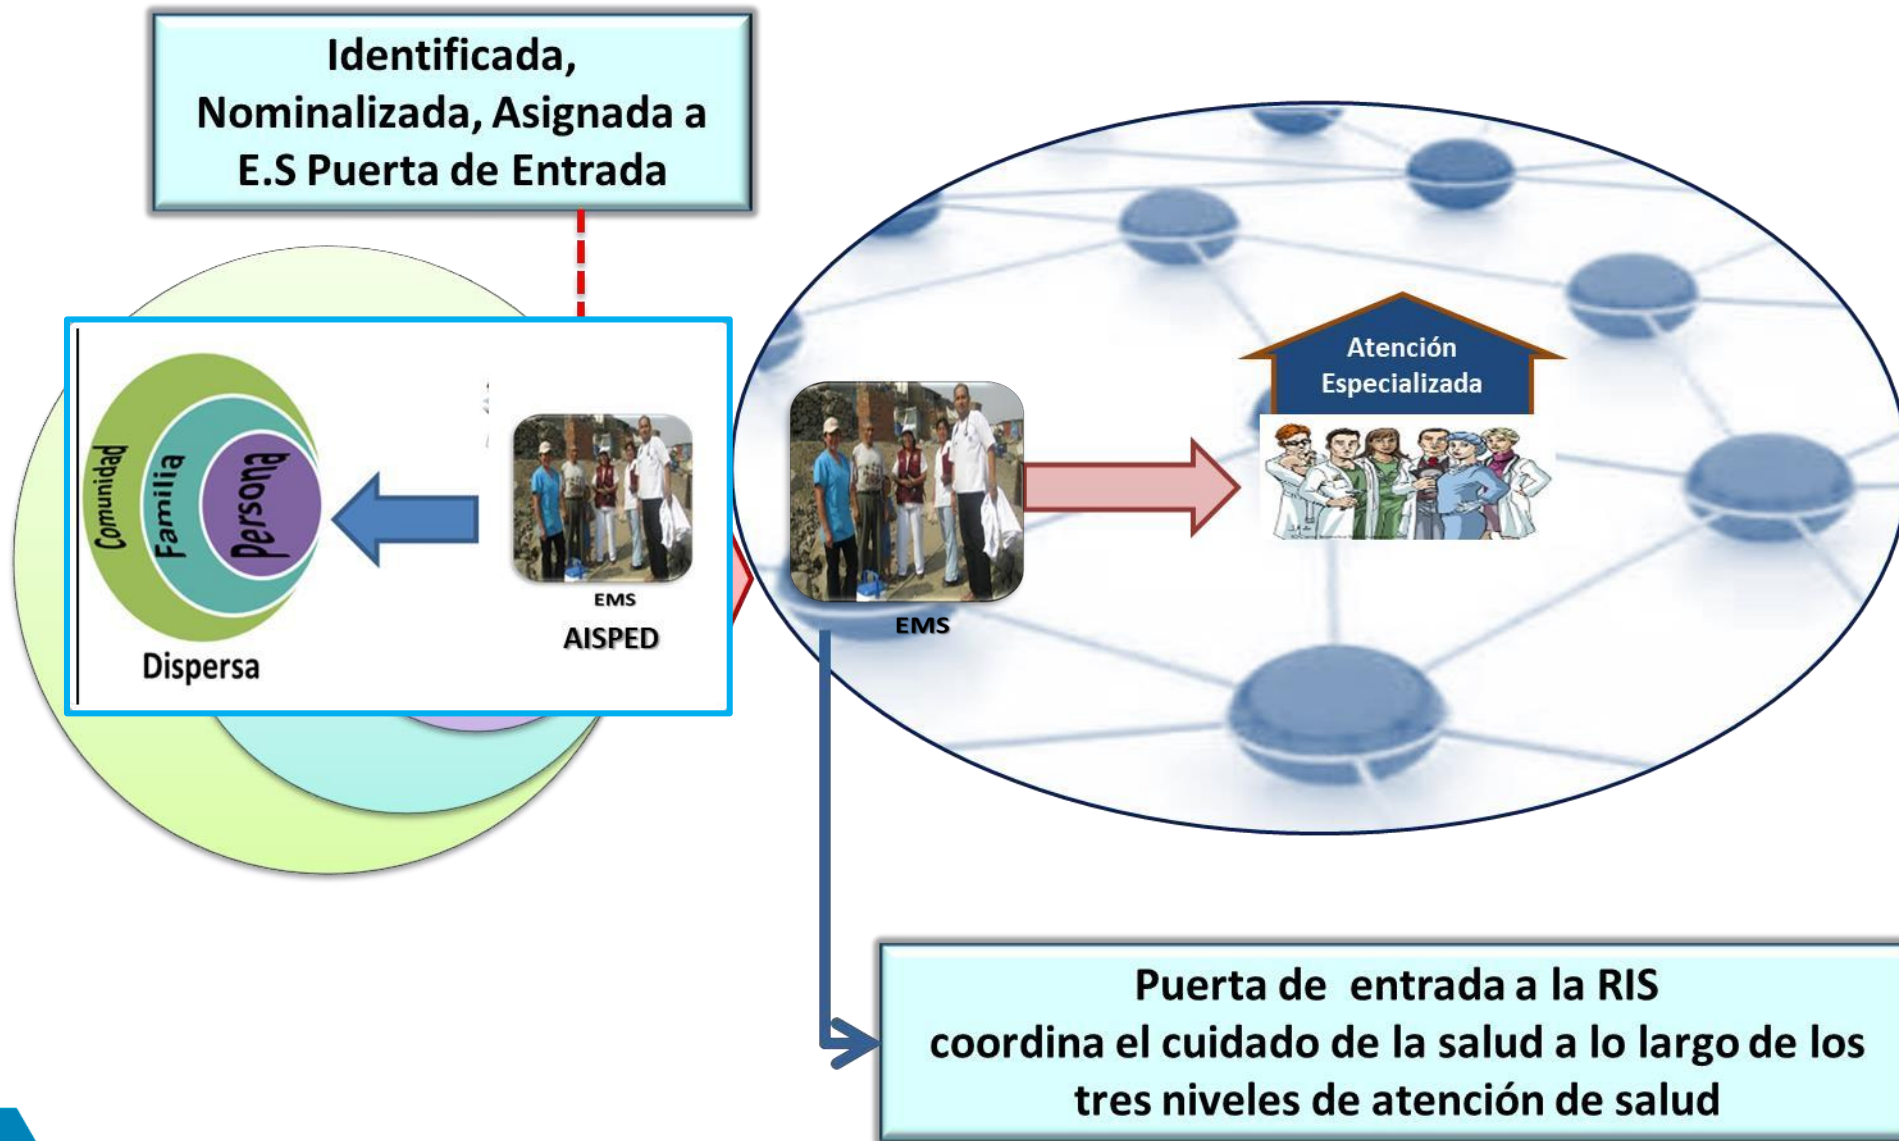 Identificada,
Nominalizada, Asignada a
E.S Puerta de Entrada
Comunidad
Familia
Persona
Dispersa
EMS
AISPED
EMS
Atención
Especializada
Puerta de entrada a la RIS
coordina el cuidado de la salud a lo largo de los
tres niveles de atención de salud